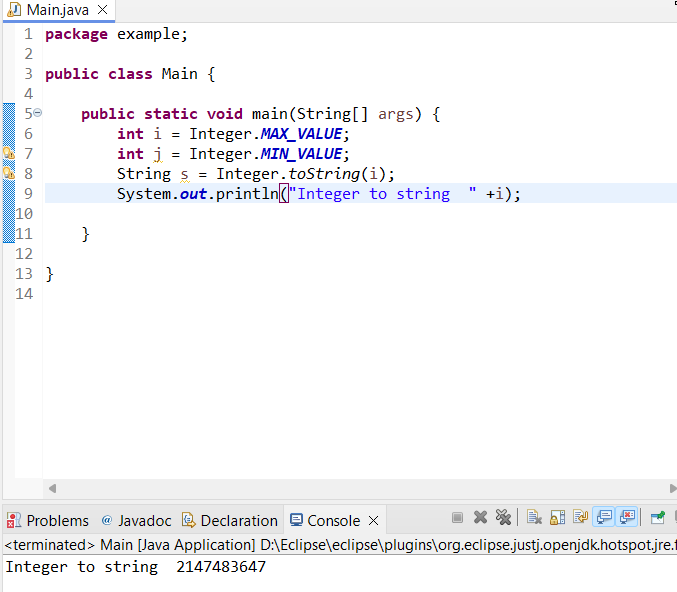 Main.java
1 package example;
2
3 public class Main {
4
5 public static void main(String[] args) {
6 int i = Integer.MAX_VALUE;
7 int j = Integer.MIN_VALUE;
8 String s = Integer.toString(i);
9 System.out.println("Integer to string  " +i);
10
11 }
12
13 }
14
Problems @ Javadoc Declaration Console
<terminated> Main [Java Application] D:\Eclipse\eclipse\plugins\org.eclipse.justj.openjdk.hotspot.jre.f
Integer to string  2147483647